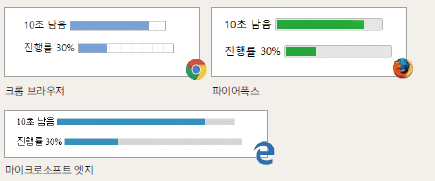 10초 남음
진행률 30%
크롬 브라우저
10초 남음
진행률 30%
파이어폭스
10초 남음
진행률 30%
마이크로소프트 엣지